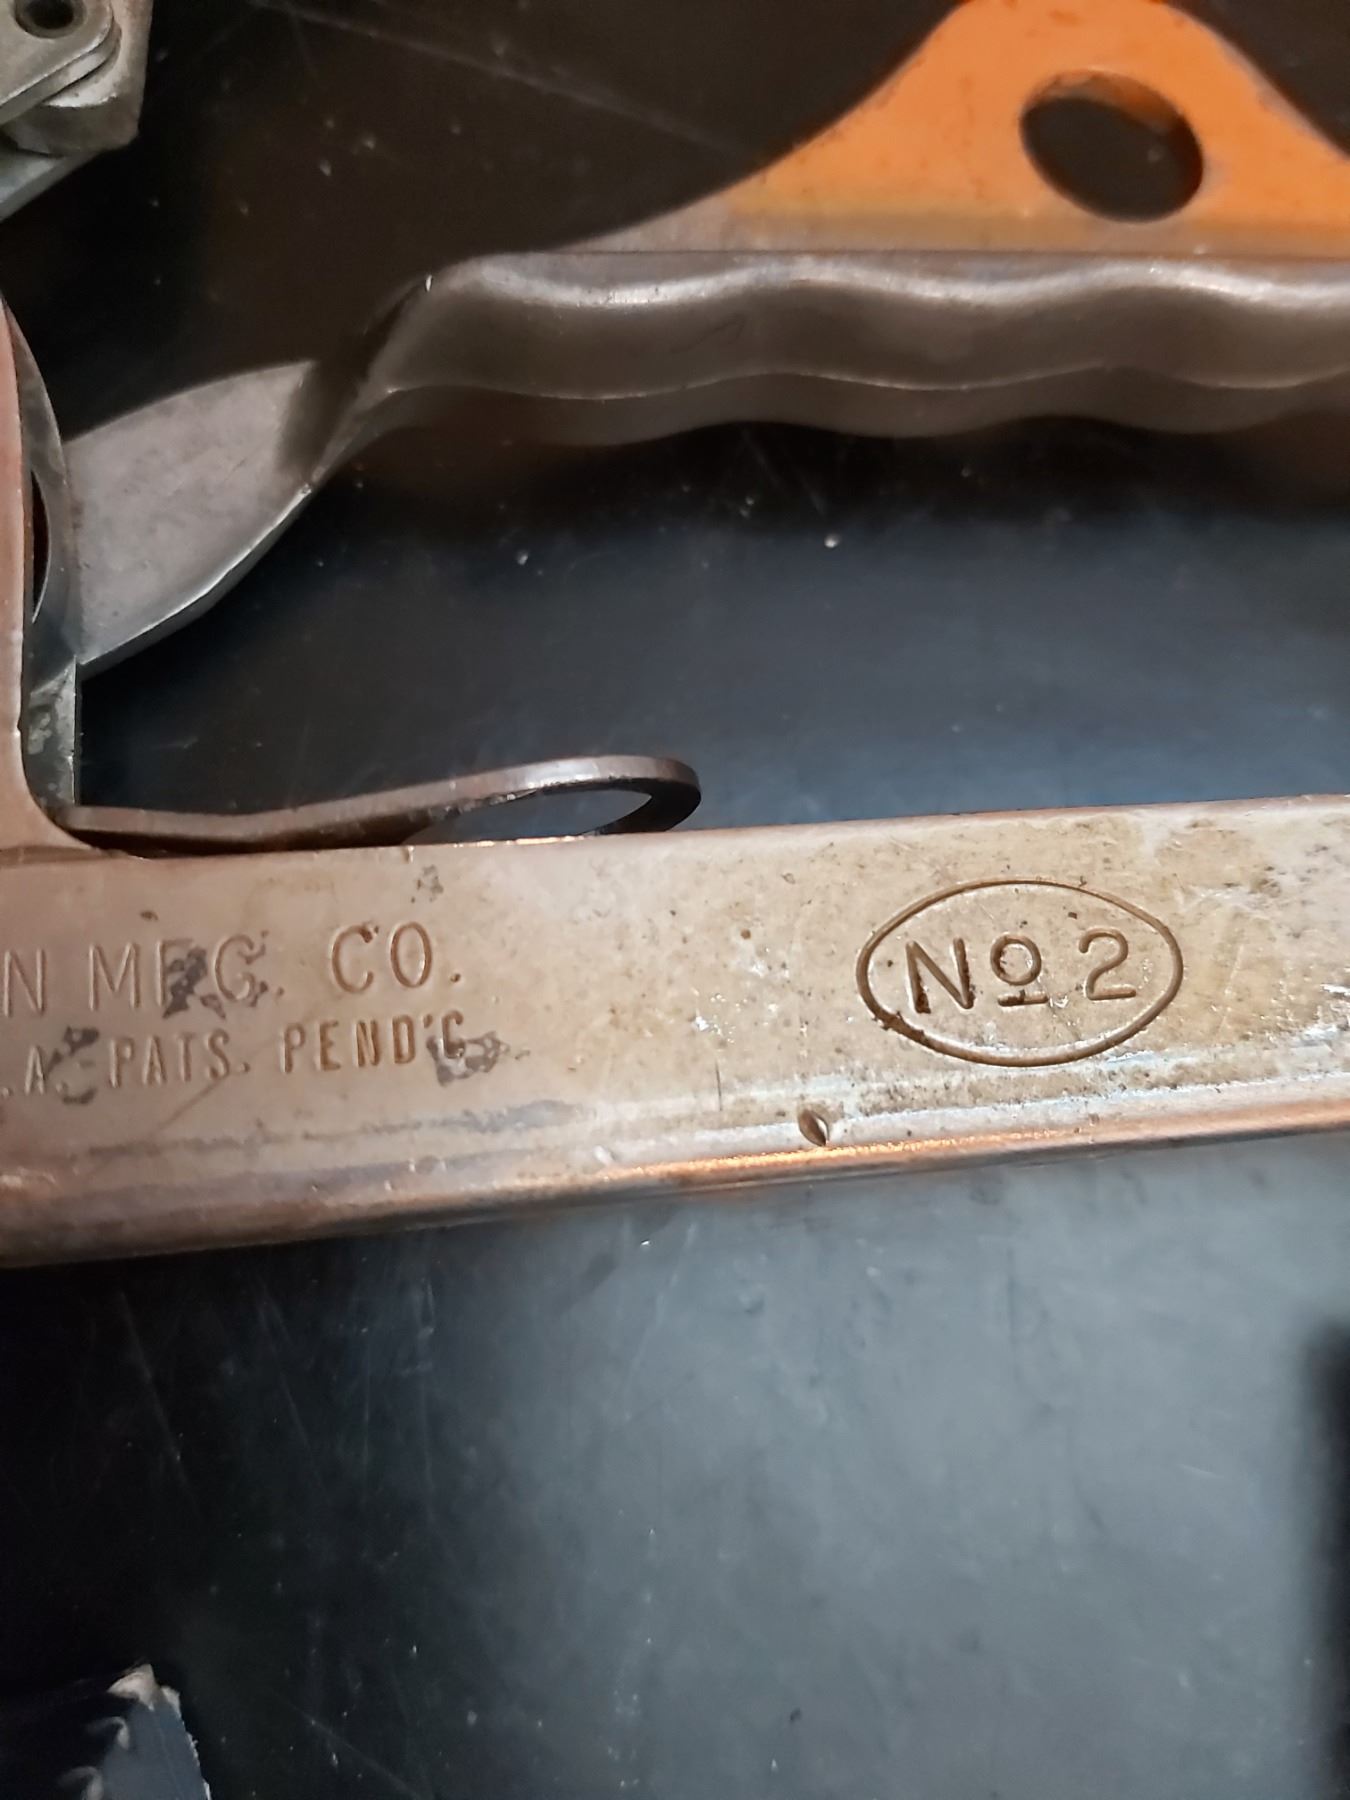 N MFG. CO.
.A. PATS. PEND'G
No 2